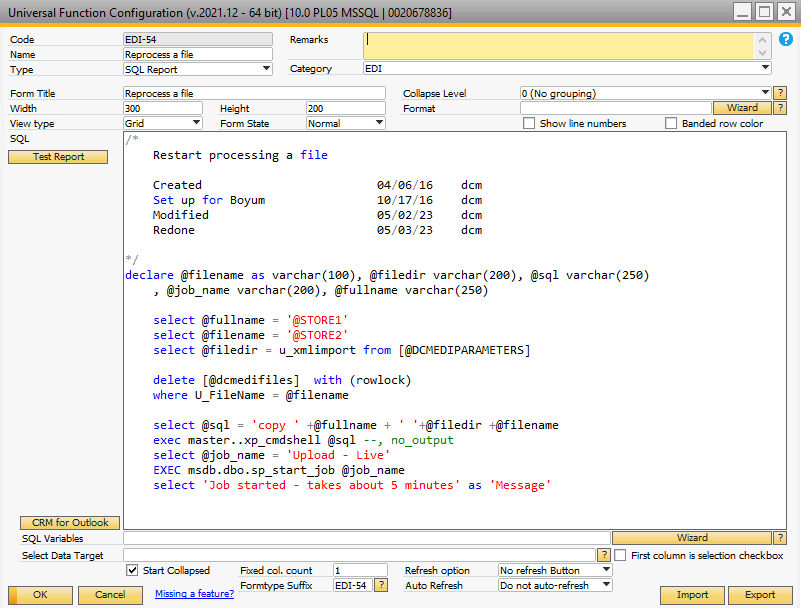 Universal Function Configuration (v.2021.12 - 64 bit) [10.0 PL05 MSSQL | 0020678836]
Code EDI-54 Remarks
Name Reprocess a file
Type SQL Report Category EDI
Form Title Reprocess a file Collapse Level 0 (No grouping) ?
Width 300 Height 200 Format Wizard ?
View type Grid Form State Normal Show line numbers Banded row color
SQL
Test Report
/*
Restart processing a file
Created 04/06/16 dcm
Set up for Boyum 10/17/16 dcm
Modified 05/02/23 dcm
Redone 05/03/23 dcm
*/
declare @filename as varchar(100), @filedir varchar(200), @sql varchar(250)
, @job_name varchar(200), @fullname varchar(250)
select @fullname = '@STORE1'
select @filename = '@STORE2'
select @filedir = u_xmlimport from [@DCMEDIPARAMETERS]
delete [@dcmedifiles] with (rowlock)
where U_FileName = @filename
select @sql = 'copy ' +@fullname + ' '+@filedir +@filename
exec master..xp_cmdshell @sql --, no_output
select @job_name = 'Upload - Live'
EXEC msdb.dbo.sp_start_job @job_name
select 'Job started - takes about 5 minutes' as 'Message'
CRM for Outlook
SQL Variables Wizard ?
Select Data Target ? First column is selection checkbox
Start Collapsed Fixed col. count 1 Refresh option No refresh Button
Formtype Suffix EDI-54 ? Auto Refresh Do not auto-refresh
OK Cancel Missing a feature? Import Export